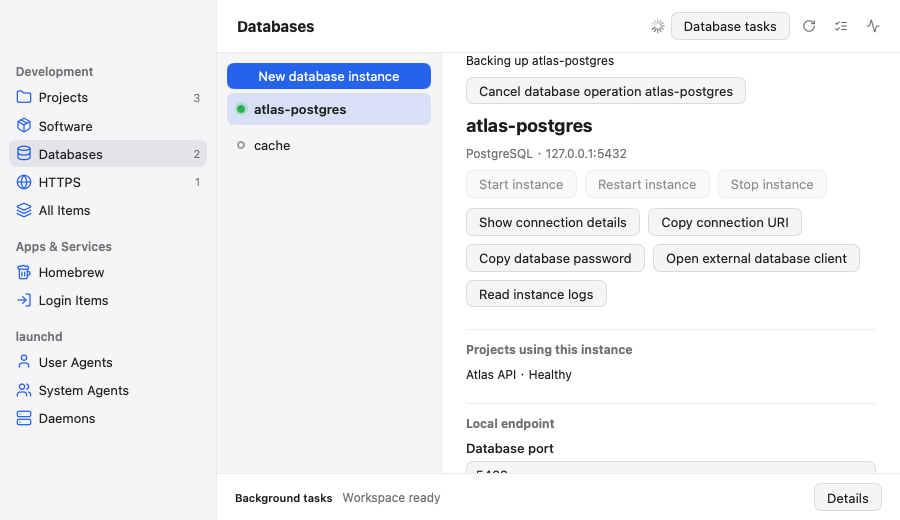 Databases
Database tasks
Development
Projects 3
Software
Databases 2
HTTPS 1
All Items
Apps & Services
Homebrew
Login Items
launchd
User Agents
System Agents
Daemons
New database instance
atlas-postgres
cache
Backing up atlas-postgres
Cancel database operation atlas-postgres
atlas-postgres
PostgreSQL · 127.0.0.1:5432
Start instance Restart instance Stop instance
Show connection details Copy connection URI
Copy database password Open external database client
Read instance logs
Projects using this instance
Atlas API · Healthy
Local endpoint
Database port
Background tasks Workspace ready
Details